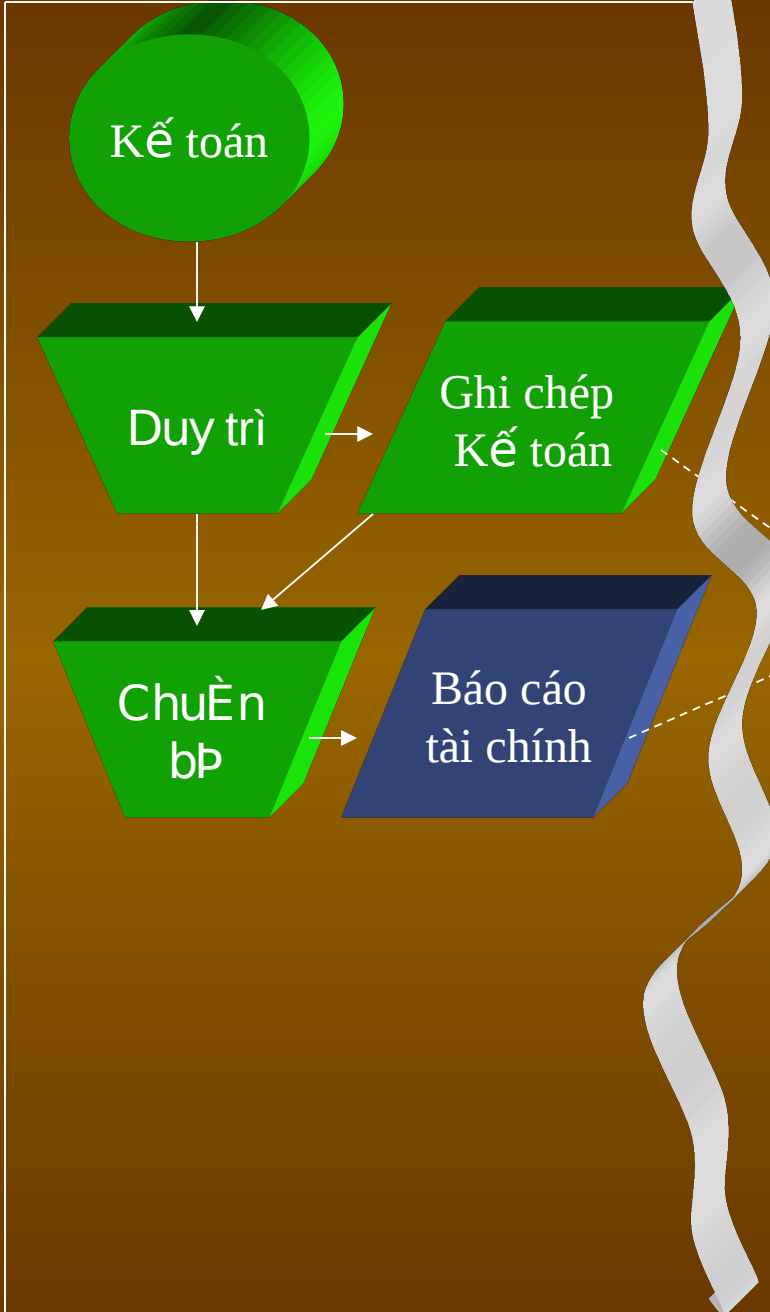 Kế toán
Duy trì
Ghi chép
Kế toán
ChuÈn
bÞ
Báo cáo
tài chính